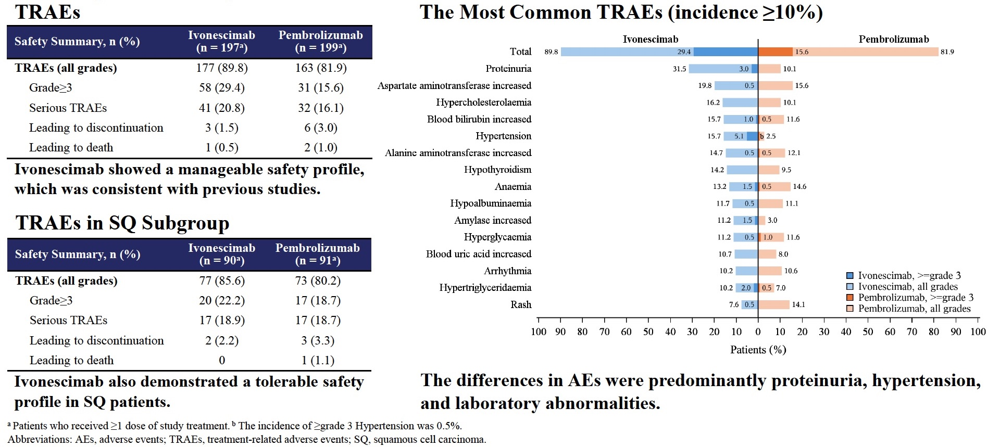 TRAEs
Safety Summary, n (%) Ivonescimab (n = 197ᵃ) Pembrolizumab (n = 199ᵃ)
TRAEs (all grades) 177 (89.8) 163 (81.9)
Grade≥3 58 (29.4) 31 (15.6)
Serious TRAEs 41 (20.8) 32 (16.1)
Leading to discontinuation 3 (1.5) 6 (3.0)
Leading to death 1 (0.5) 2 (1.0)
Ivonescimab showed a manageable safety profile,
which was consistent with previous studies.
TRAEs in SQ Subgroup
Safety Summary, n (%) Ivonescimab (n = 90ᵃ) Pembrolizumab (n = 91ᵃ)
TRAEs (all grades) 77 (85.6) 73 (80.2)
Grade≥3 20 (22.2) 17 (18.7)
Serious TRAEs 17 (18.9) 17 (18.7)
Leading to discontinuation 2 (2.2) 3 (3.3)
Leading to death 0 1 (1.1)
Ivonescimab also demonstrated a tolerable safety
profile in SQ patients.
The Most Common TRAEs (incidence ≥10%)
Ivonescimab Pembrolizumab
Total 89.8 29.4 15.6 81.9
Proteinuria 31.5 3.0 10.1
Aspartate aminotransferase increased 19.8 0.5 15.6
Hypercholesterolaemia 16.2 10.1
Blood bilirubin increased 15.7 1.0 0.5 11.6
Hypertension 15.7 5.1 b 2.5
Alanine aminotransferase increased 14.7 0.5 0.5 12.1
Hypothyroidism 14.2 9.5
Anaemia 13.2 1.5 0.5 14.6
Hypoalbuminaemia 11.7 0.5 11.1
Amylase increased 11.2 1.5 3.0
Hyperglycaemia 11.2 0.5 1.0 11.6
Blood uric acid increased 10.7 8.0
Arrhythmia 10.2 10.6
Hypertriglyceridaemia 10.2 2.0 0.5 7.0
Rash 7.6 0.5 14.1
Ivonescimab, >=grade 3
Ivonescimab, all grades
Pembrolizumab, >=grade 3
Pembrolizumab, all grades
100 90 80 70 60 50 40 30 20 10 0 10 20 30 40 50 60 70 80 90 100
Patients (%)
The differences in AEs were predominantly proteinuria, hypertension,
and laboratory abnormalities.
ᵃ Patients who received ≥1 dose of study treatment. ᵇ The incidence of ≥grade 3 Hypertension was 0.5%.
Abbreviations: AEs, adverse events; TRAEs, treatment-related adverse events; SQ, squamous cell carcinoma.